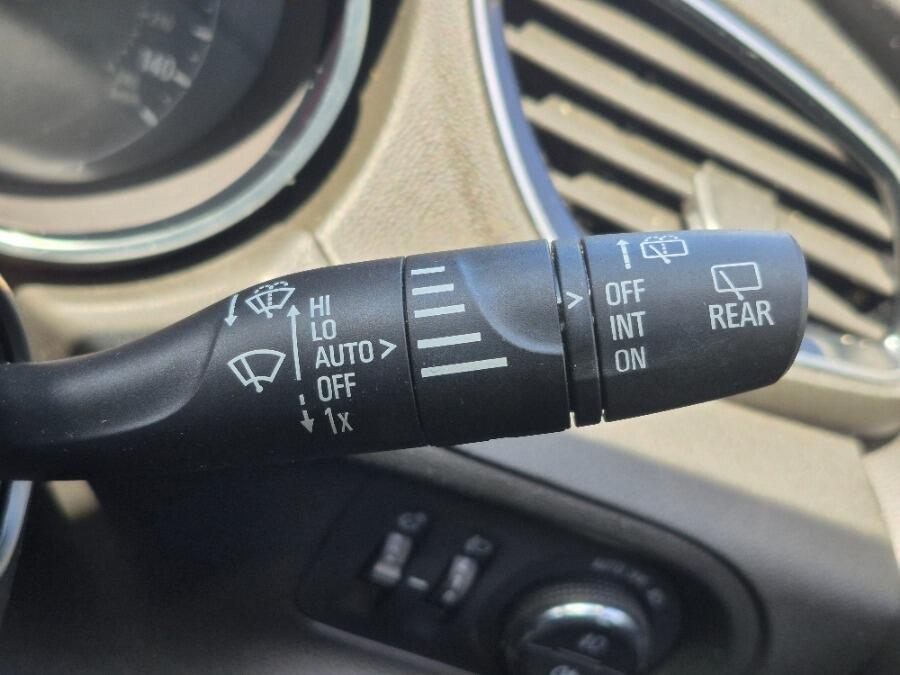 140
HI
LO
AUTO >
OFF
1x
>
OFF
INT
ON
REAR